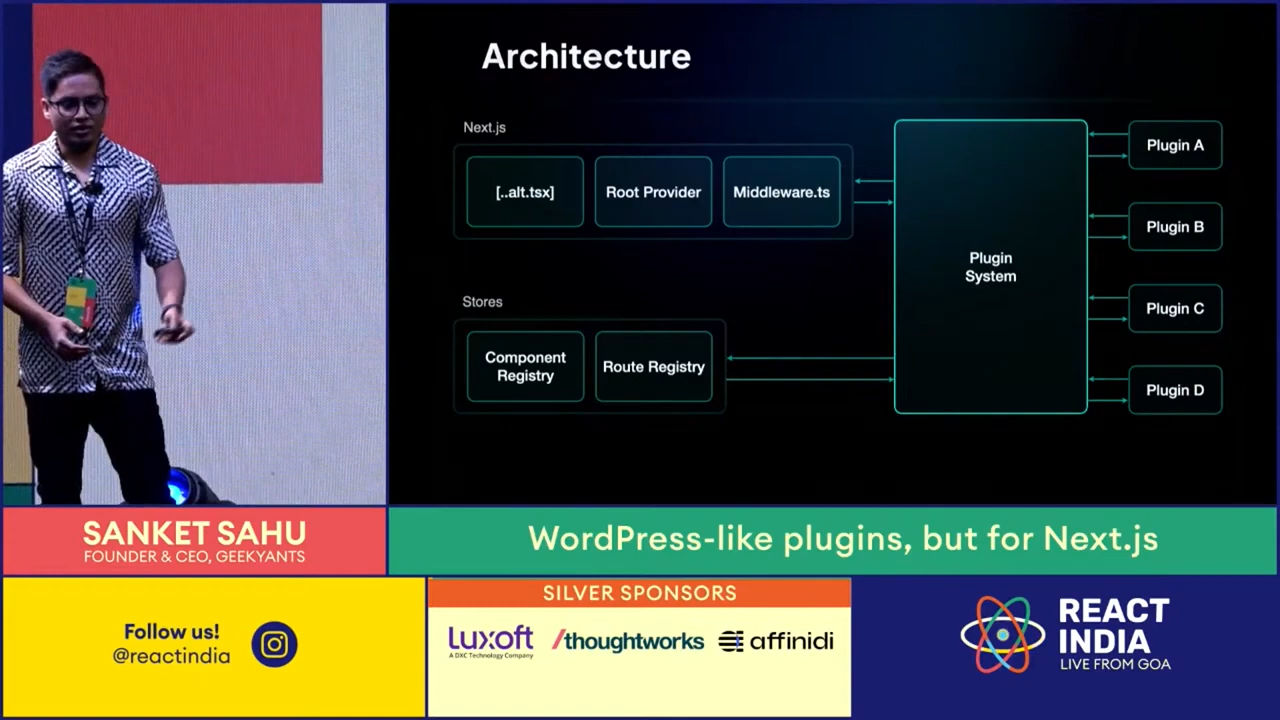 Architecture
Next.js
[..alt.tsx]
Root Provider
Middleware.ts
Stores
Component
Registry
Route Registry
Plugin
System
Plugin A
Plugin B
Plugin C
Plugin D
SANKET SAHU
FOUNDER & CEO, GEEKYANTS
WordPress-like plugins, but for Next.js
Follow us!
@reactindia
SILVER SPONSORS
Luxoft
A DXC Technology Company
/thoughtworks
affinidi
REACT
INDIA
LIVE FROM GOA